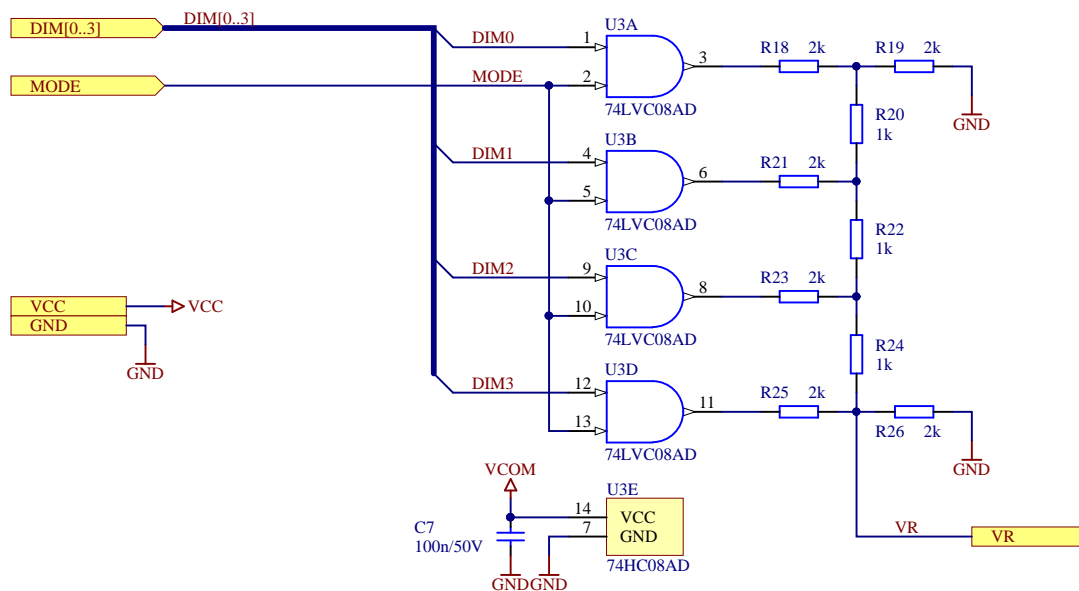 DIM[0..3]
DIM[0..3]
MODE
DIM0
MODE
1
2
U3A
3
74LVC08AD
R18 2k
R19 2k
GND
R20
1k
DIM1
4
5
U3B
6
74LVC08AD
R21 2k
R22
1k
DIM2
9
10
U3C
8
74LVC08AD
R23 2k
R24
1k
VCC
GND
VCC
GND
DIM3
12
13
U3D
11
74LVC08AD
R25 2k
R26 2k
GND
VCOM
C7
100n/50V
GND
GND
14
7
U3E
VCC
GND
74HC08AD
VR
VR